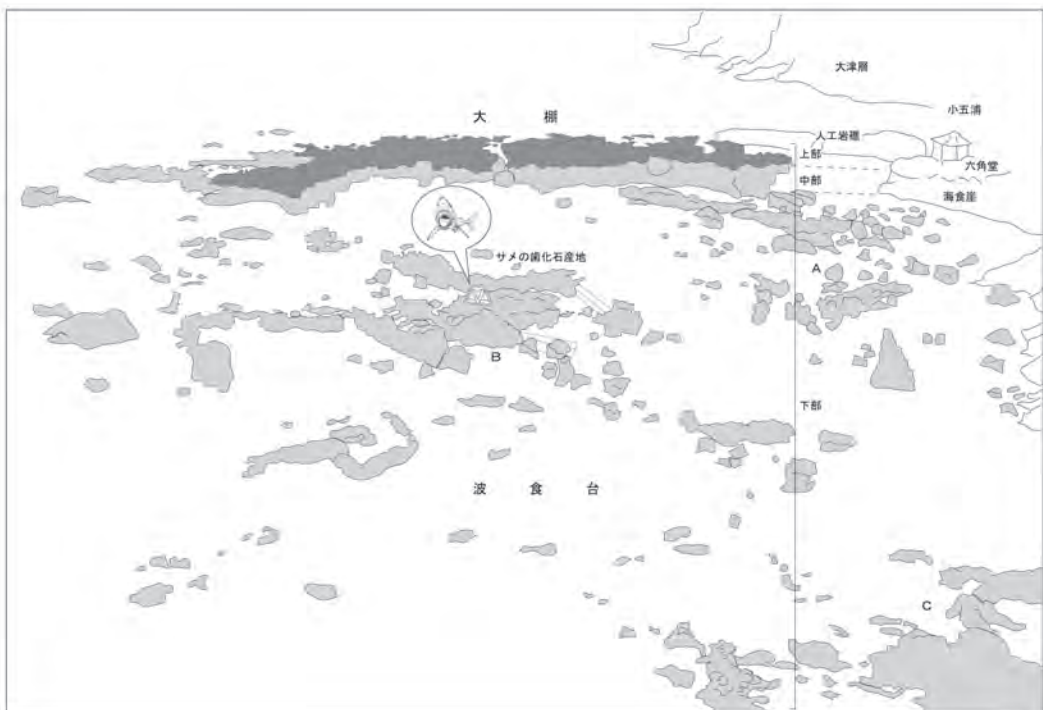 大津層
小五浦
大棚
人工岩礁
上部
六角堂
中部
海食崖
サメの歯化石産地
A
B
下部
波食台
C